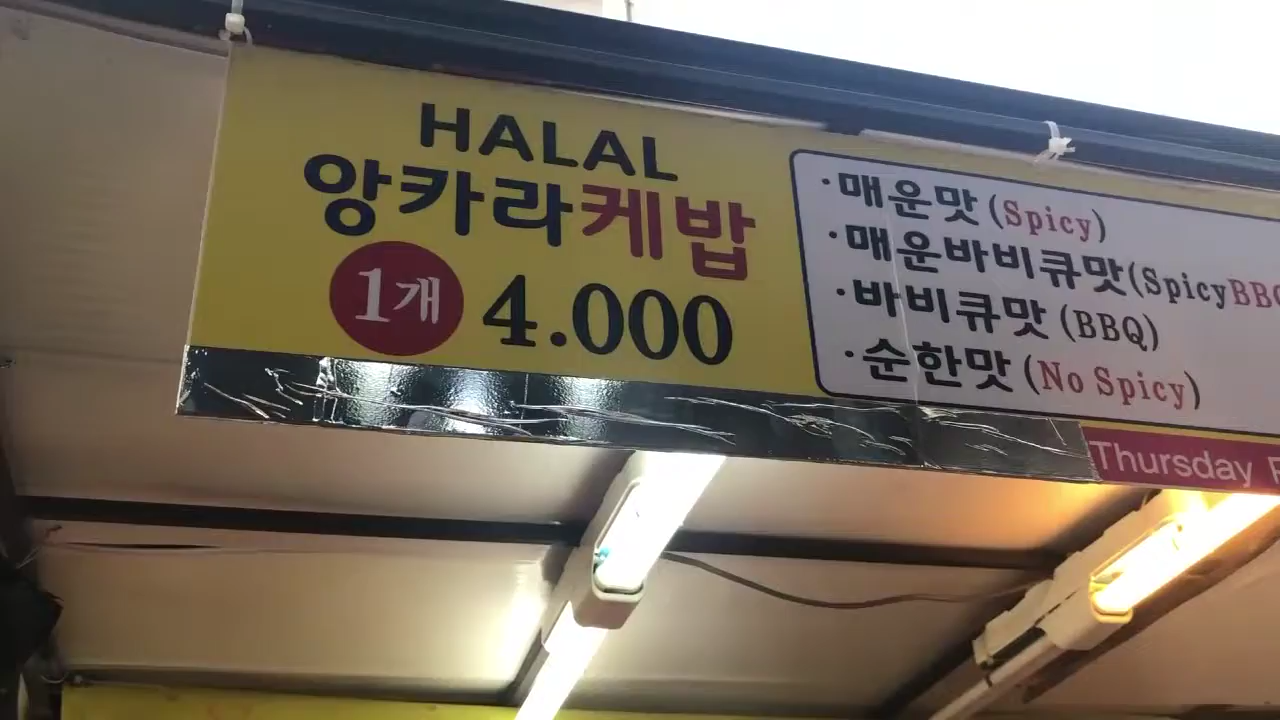 HALAL
앙카라케밥
1개 4.000
·매운맛 (Spicy)
·매운바비큐맛(SpicyBBQ
·바비큐맛 (BBQ)
·순한맛 (No Spicy)
Thursday